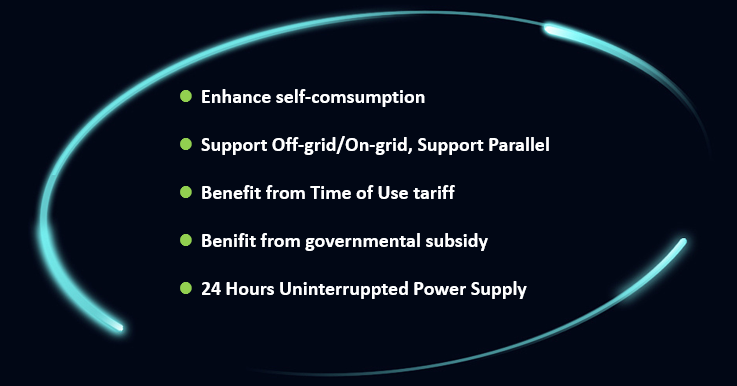 Enhance self-comsumption
Support Off-grid/On-grid, Support Parallel
Benefit from Time of Use tariff
Benifit from governmental subsidy
24 Hours Uninterruppted Power Supply